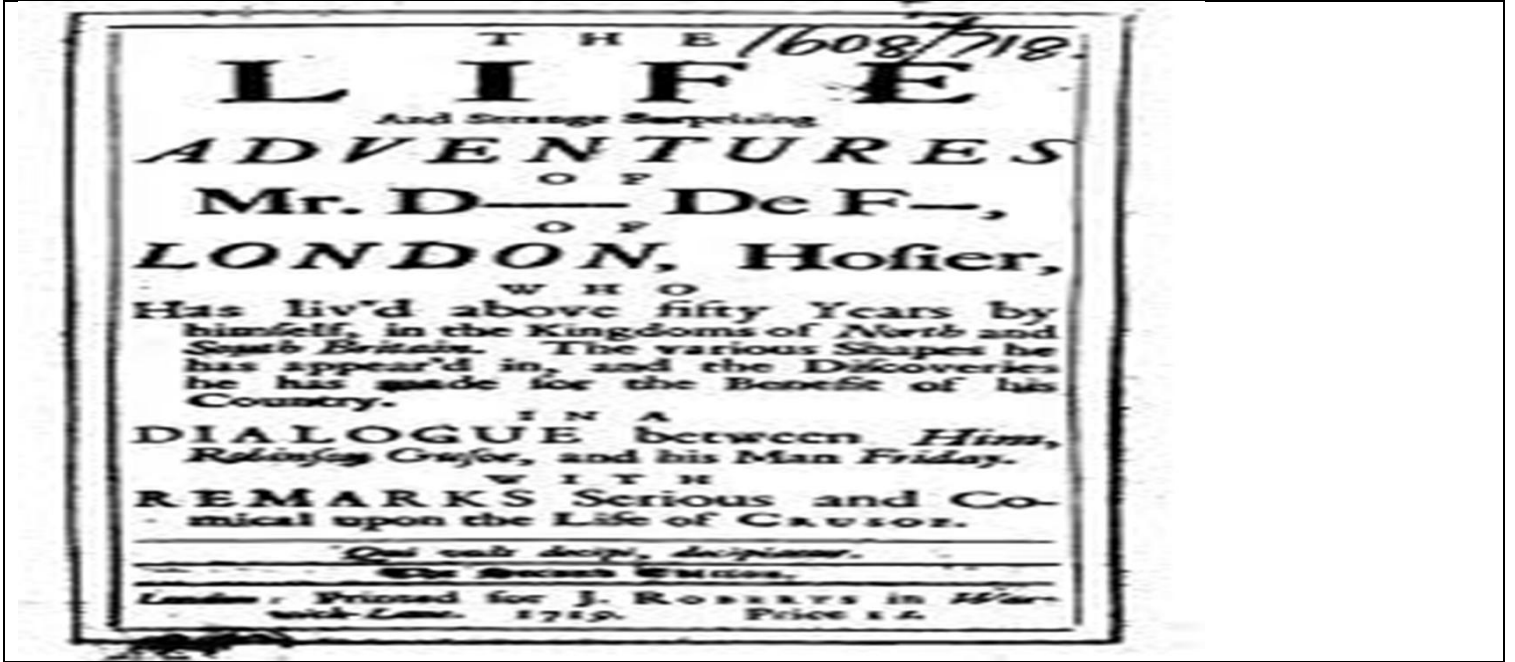 THE
1608/718.
LIFE
And Strange Surprising
ADVENTURES
OF
Mr. D—— De F—,
OF
LONDON, Hoſier,
WHO
Has liv'd above fifty Years by
himſelf, in the Kingdoms of North and
South Britain. The various Shapes he
has appear'd in, and the Diſcoveries
he has made for the Benefit of his
Country.
IN A
DIALOGUE between Him,
Robinſon Cruſoe, and his Man Friday.
WITH
REMARKS Serious and Co-
mical upon the Life of CRUSOE.
Qui vult decipi, decipiatur.
The Second Edition.
London: Printed for J. ROBERTS in War-
wick-Lane. 1719. Price 1 s.